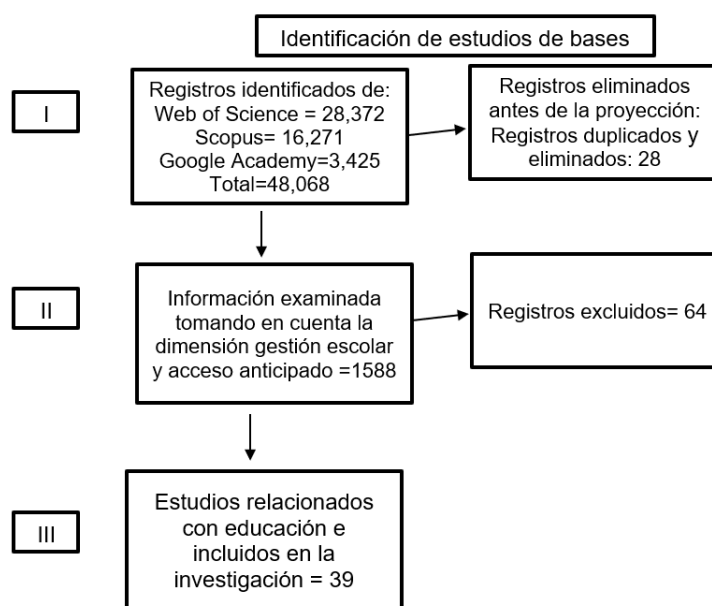 Identificación de estudios de bases
I
Registros identificados de:
Web of Science = 28,372
Scopus= 16,271
Google Academy=3,425
Total=48,068
Registros eliminados
antes de la proyección:
Registros duplicados y
eliminados: 28
II
Información examinada
tomando en cuenta la
dimensión gestión escolar
y acceso anticipado =1588
Registros excluidos= 64
III
Estudios relacionados
con educación e
incluidos en la
investigación = 39